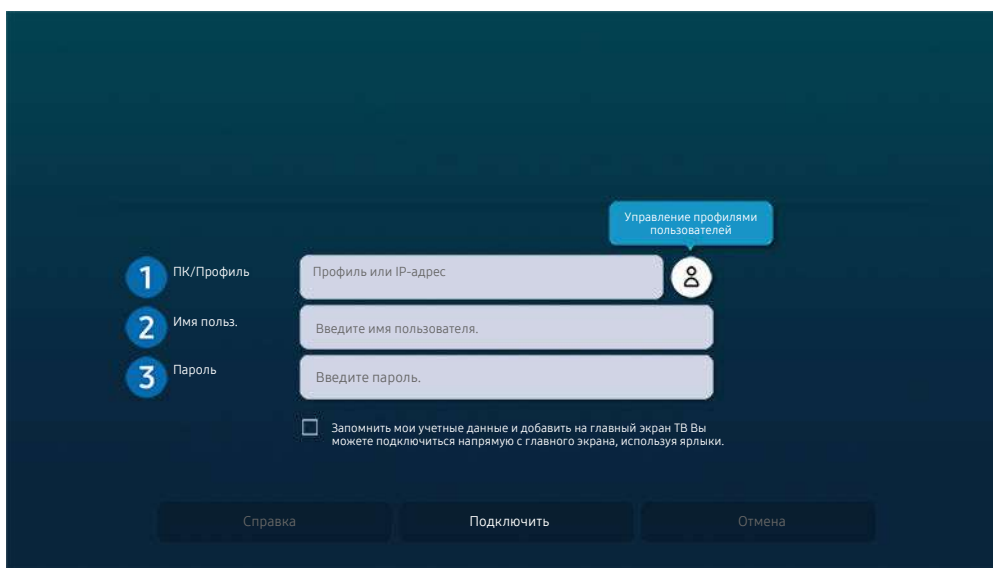 Управление профилями
пользователей
1 ПК/Профиль Профиль или IP-адрес
2 Имя польз. Введите имя пользователя.
3 Пароль Введите пароль.
Запомнить мои учетные данные и добавить на главный экран ТВ Вы
можете подключиться напрямую с главного экрана, используя ярлыки.
Справка Подключить Отмена